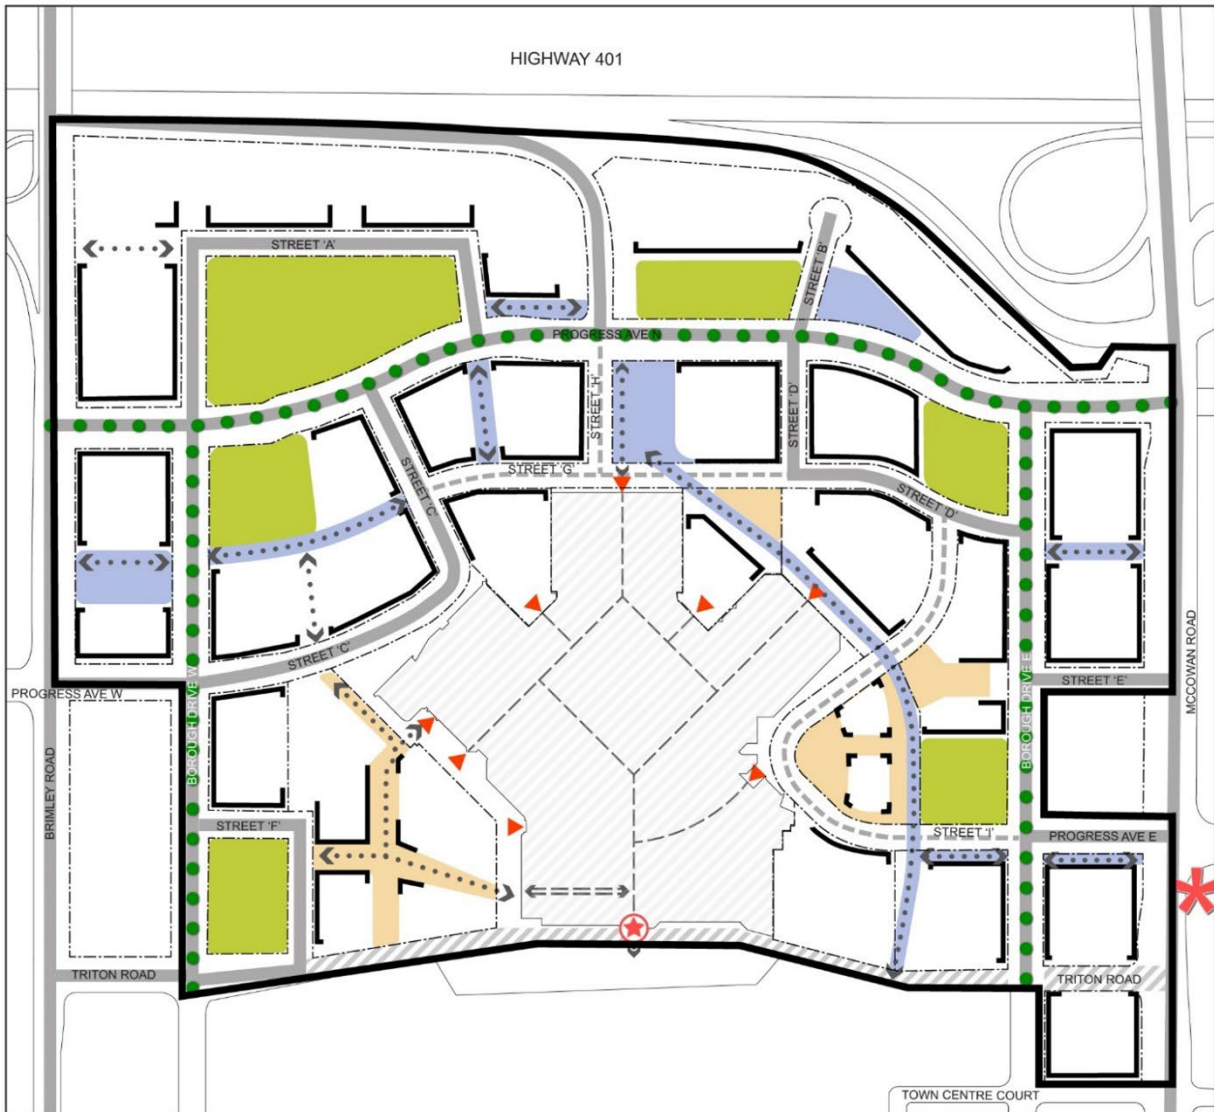 HIGHWAY 401
STREET 'A'
STREET 'B'
PROGRESS AVE N
STREET 'H'
STREET 'D'
STREET 'G'
STREET 'C'
STREET 'D'
STREET 'C'
STREET 'E'
PROGRESS AVE W
MCCOWAN ROAD
BOROUGH DRIVE W
BOROUGH DRIVE E
BRIMLEY ROAD
STREET 'F'
STREET 'I'
PROGRESS AVE E
TRITON ROAD
TRITON ROAD
TOWN CENTRE COURT